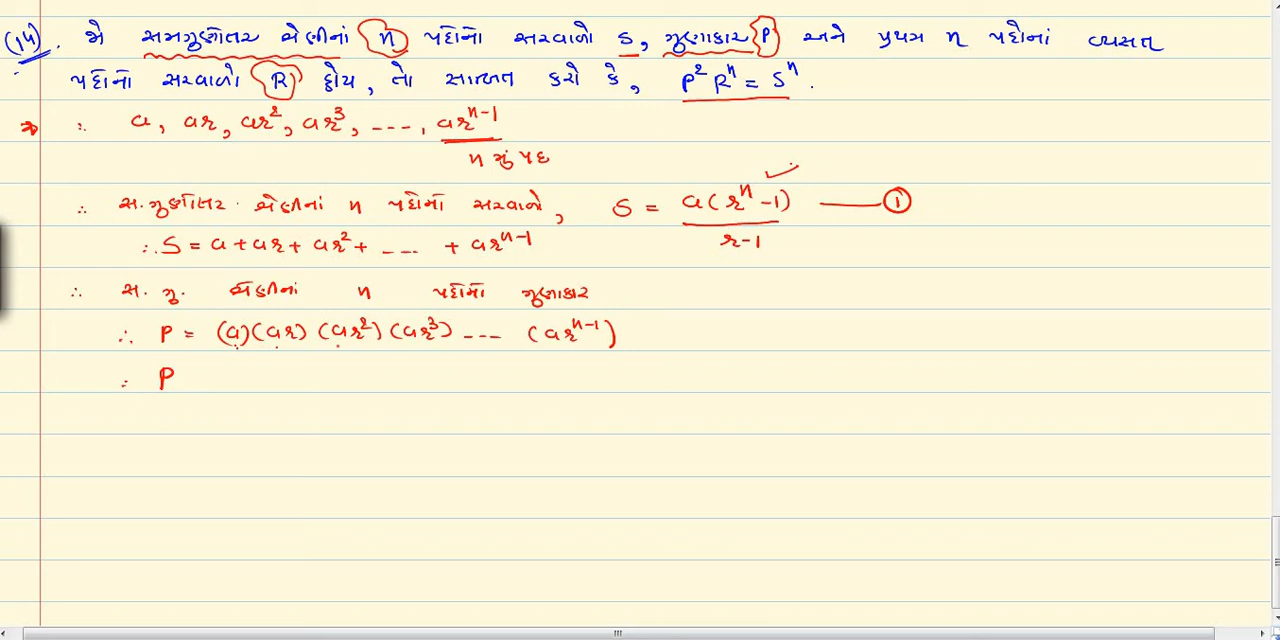 (14). જો સમગુણોત્તર શ્રેણીનાં n પદોનો સરવાળો S, ગુણાકાર P અને પ્રથમ n પદોનાં વ્યસ્ત
પદોનો સરવાળો R હોય, તો સાબિત કરો કે, P² Rⁿ = Sⁿ.
⇒ ∴ a, ar, ar², ar³, ---, arⁿ⁻¹
n મું પદ
∴ સ.ગુણોત્તર શ્રેણીનાં n પદોનો સરવાળો, S = a(rⁿ-1)/r-1 —— ①
∴ S = a + ar + ar² + --- + arⁿ⁻¹
∴ સ. ગુ. શ્રેણીનાં n પદોનો ગુણાકાર
∴ P = (a)(ar)(ar²)(ar³) --- (arⁿ⁻¹)
∴ P